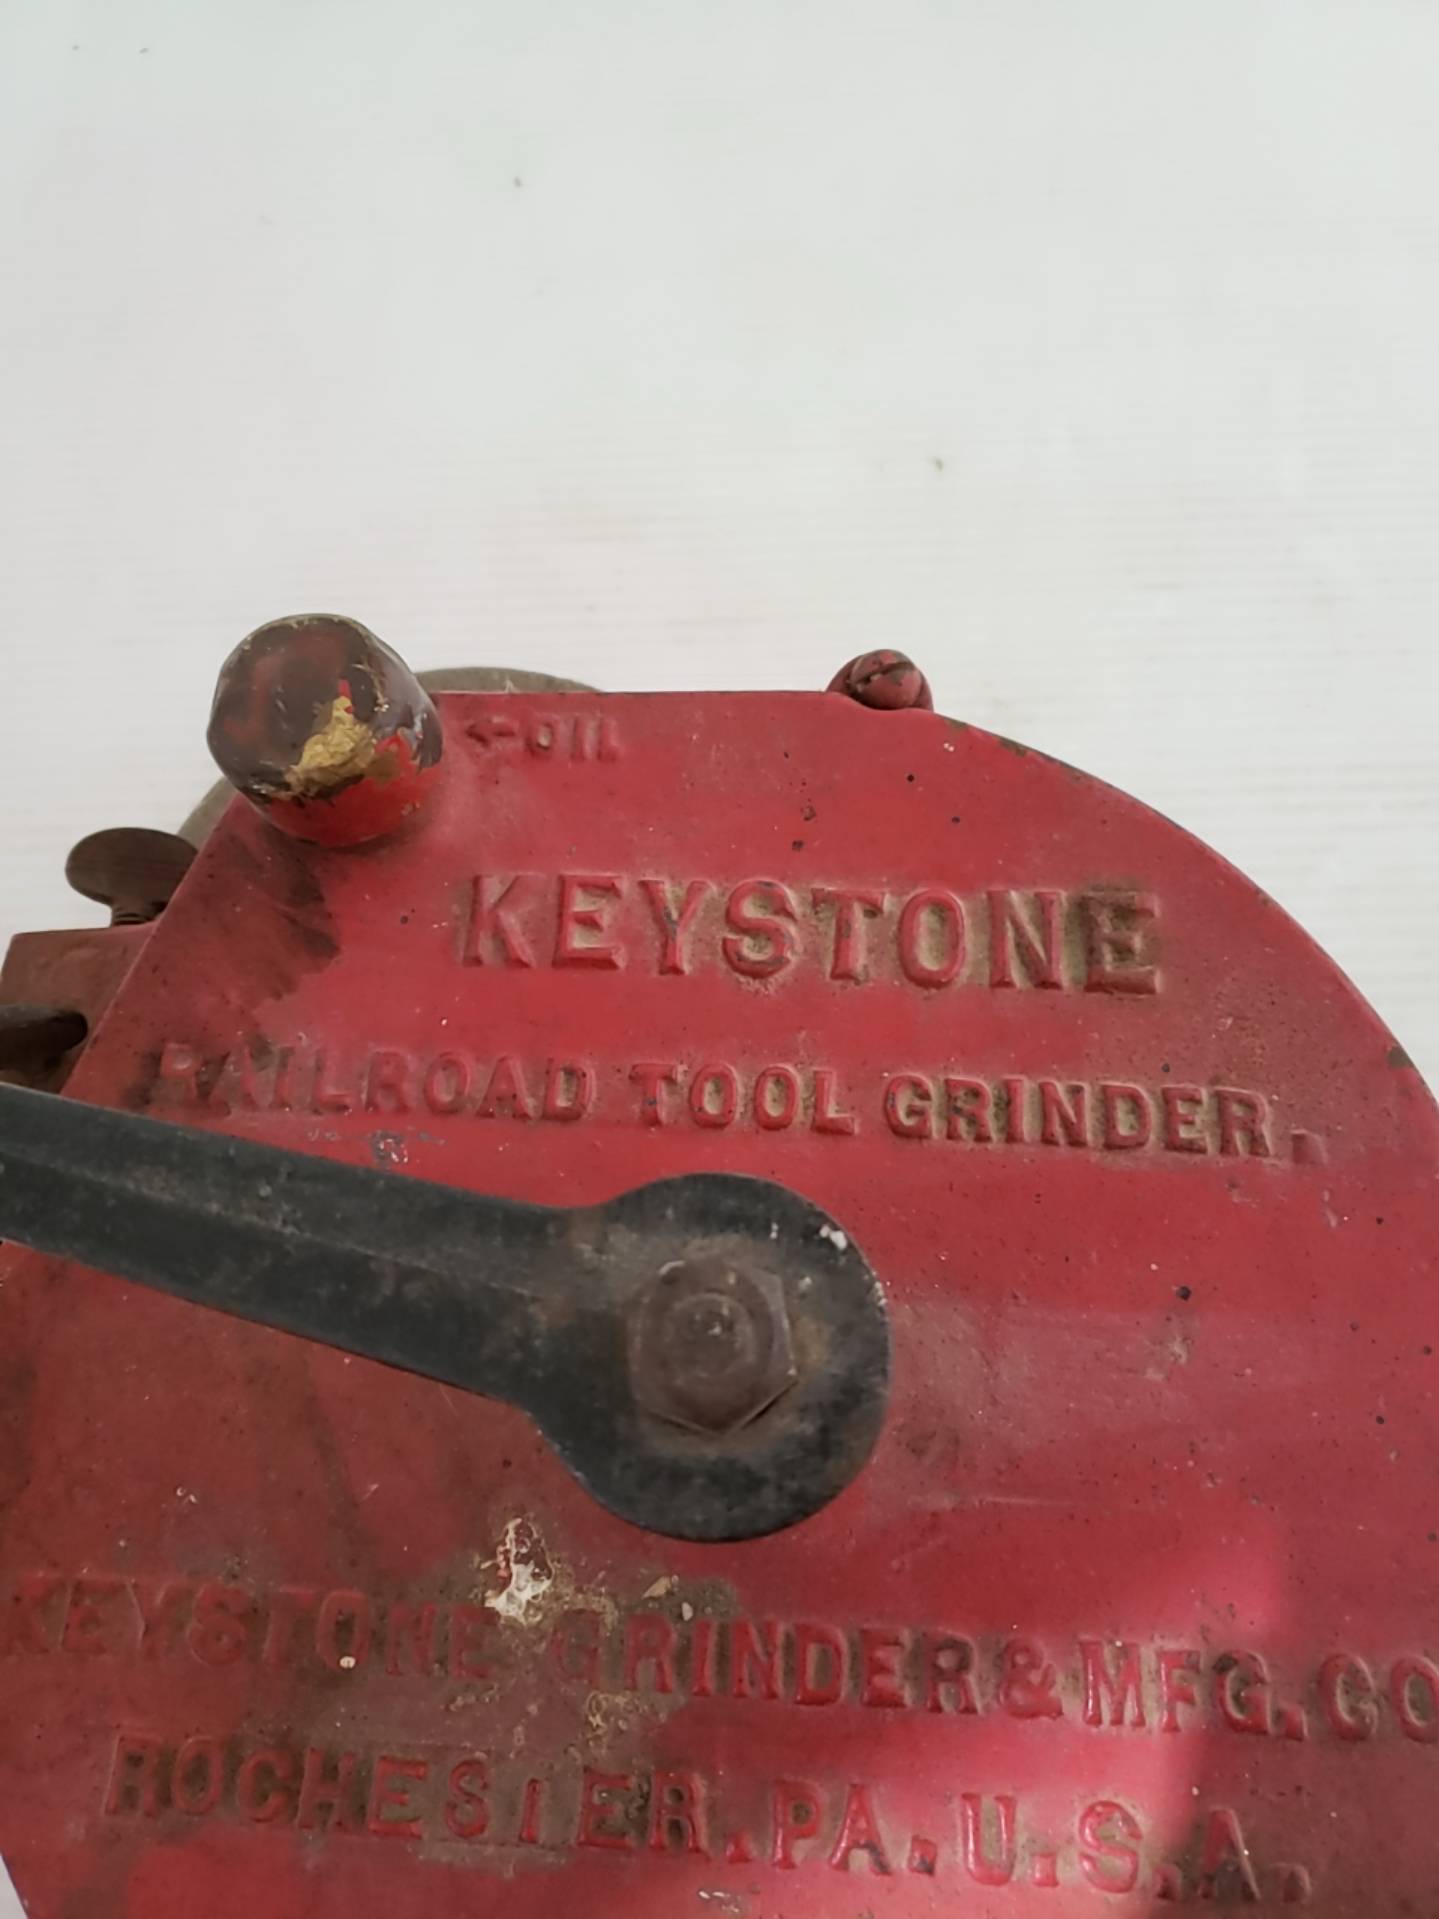 ←OIL
KEYSTONE
RAILROAD TOOL GRINDER.
KEYSTONE GRINDER & MFG. CO
ROCHESTER. PA. U.S.A.